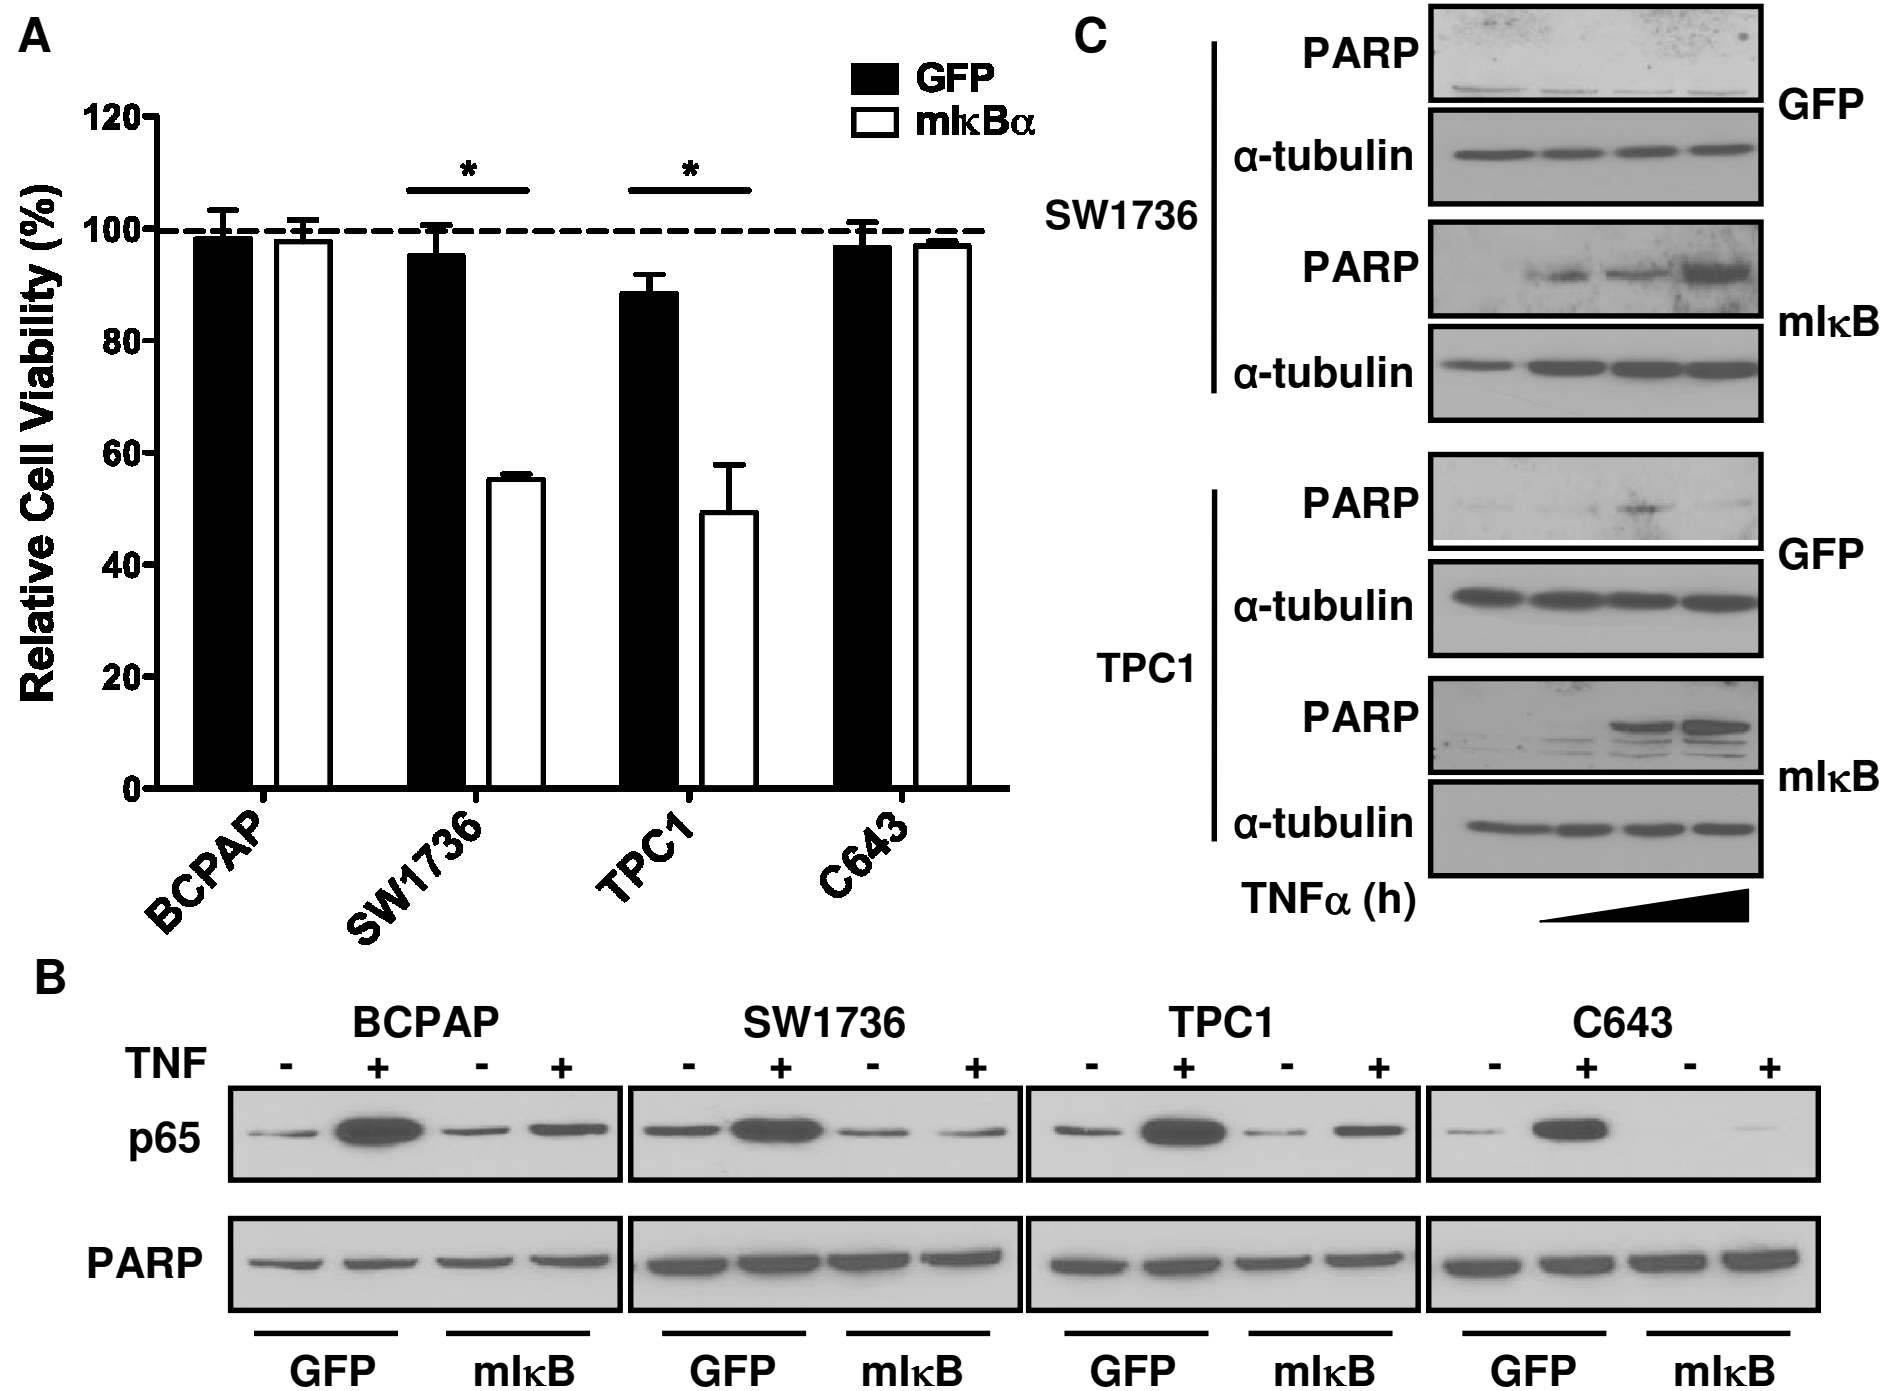 A
GFP
mIκBα
Relative Cell Viability (%)
120
100
80
60
40
20
0
* *
BCPAP SW1736 TPC1 C643
C
SW1736
PARP
α-tubulin
GFP
PARP
α-tubulin
mIκB
TPC1
PARP
α-tubulin
GFP
PARP
α-tubulin
mIκB
TNFα (h)
B
BCPAP SW1736 TPC1 C643
TNF - + - + - + - + - + - + - + - +
p65
PARP
GFP mIκB GFP mIκB GFP mIκB GFP mIκB